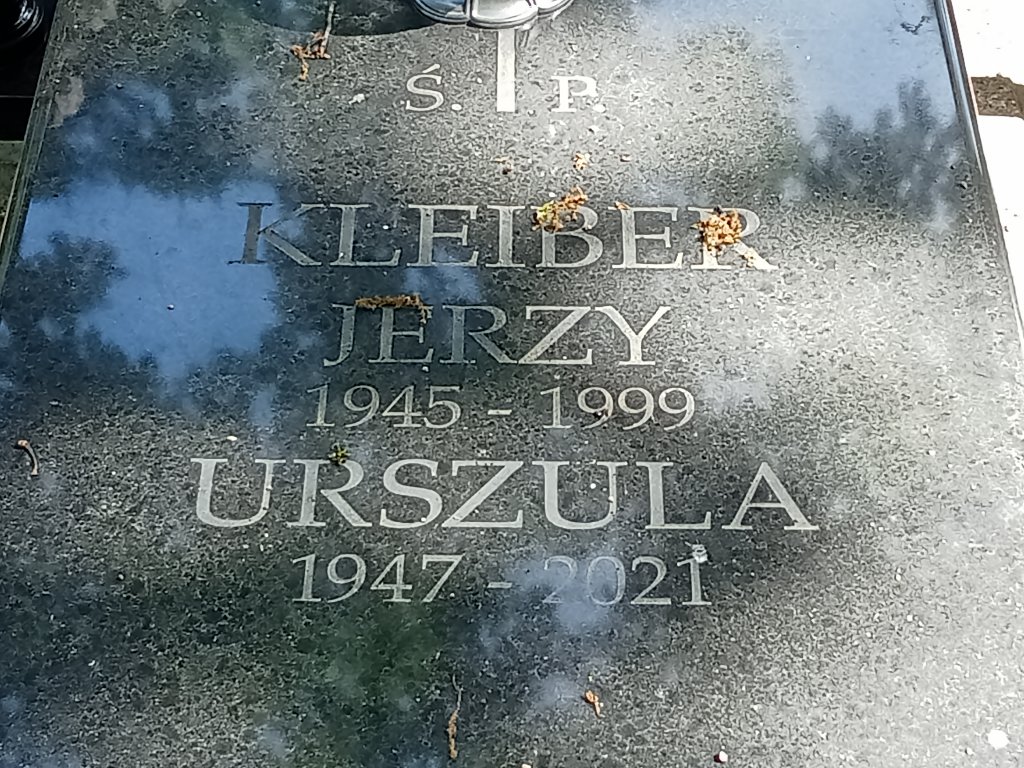 Ś. P.
KLEIBER
JERZY
1945 - 1999
URSZULA
1947 - 2021